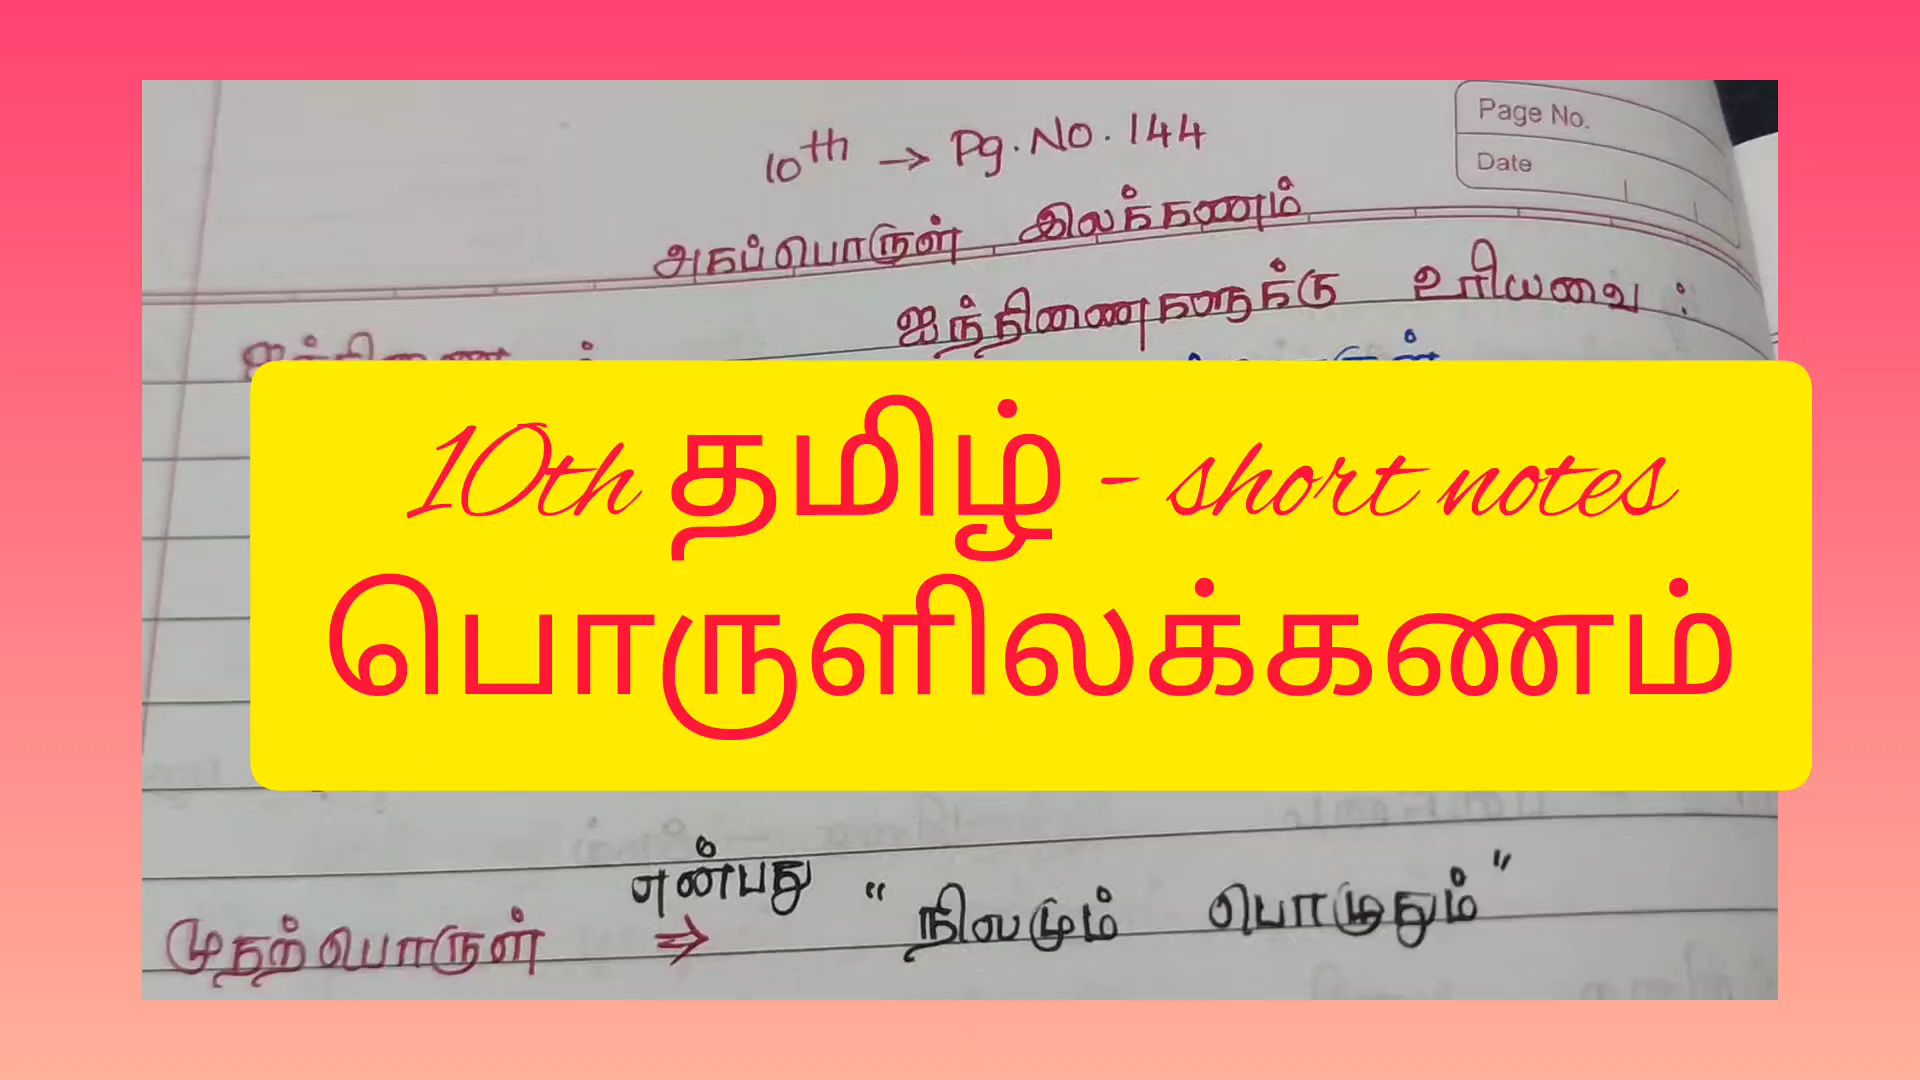 10th → Pg. No. 144
Page No.
Date
அகப்பொருள் இலக்கணம்
ஐந்திணைகளுக்கு உரியவை :
10th தமிழ் - short notes
பொருளிலக்கணம்
என்பது
முதற்பொருள் ⇒ " நிலமும் பொழுதும் "